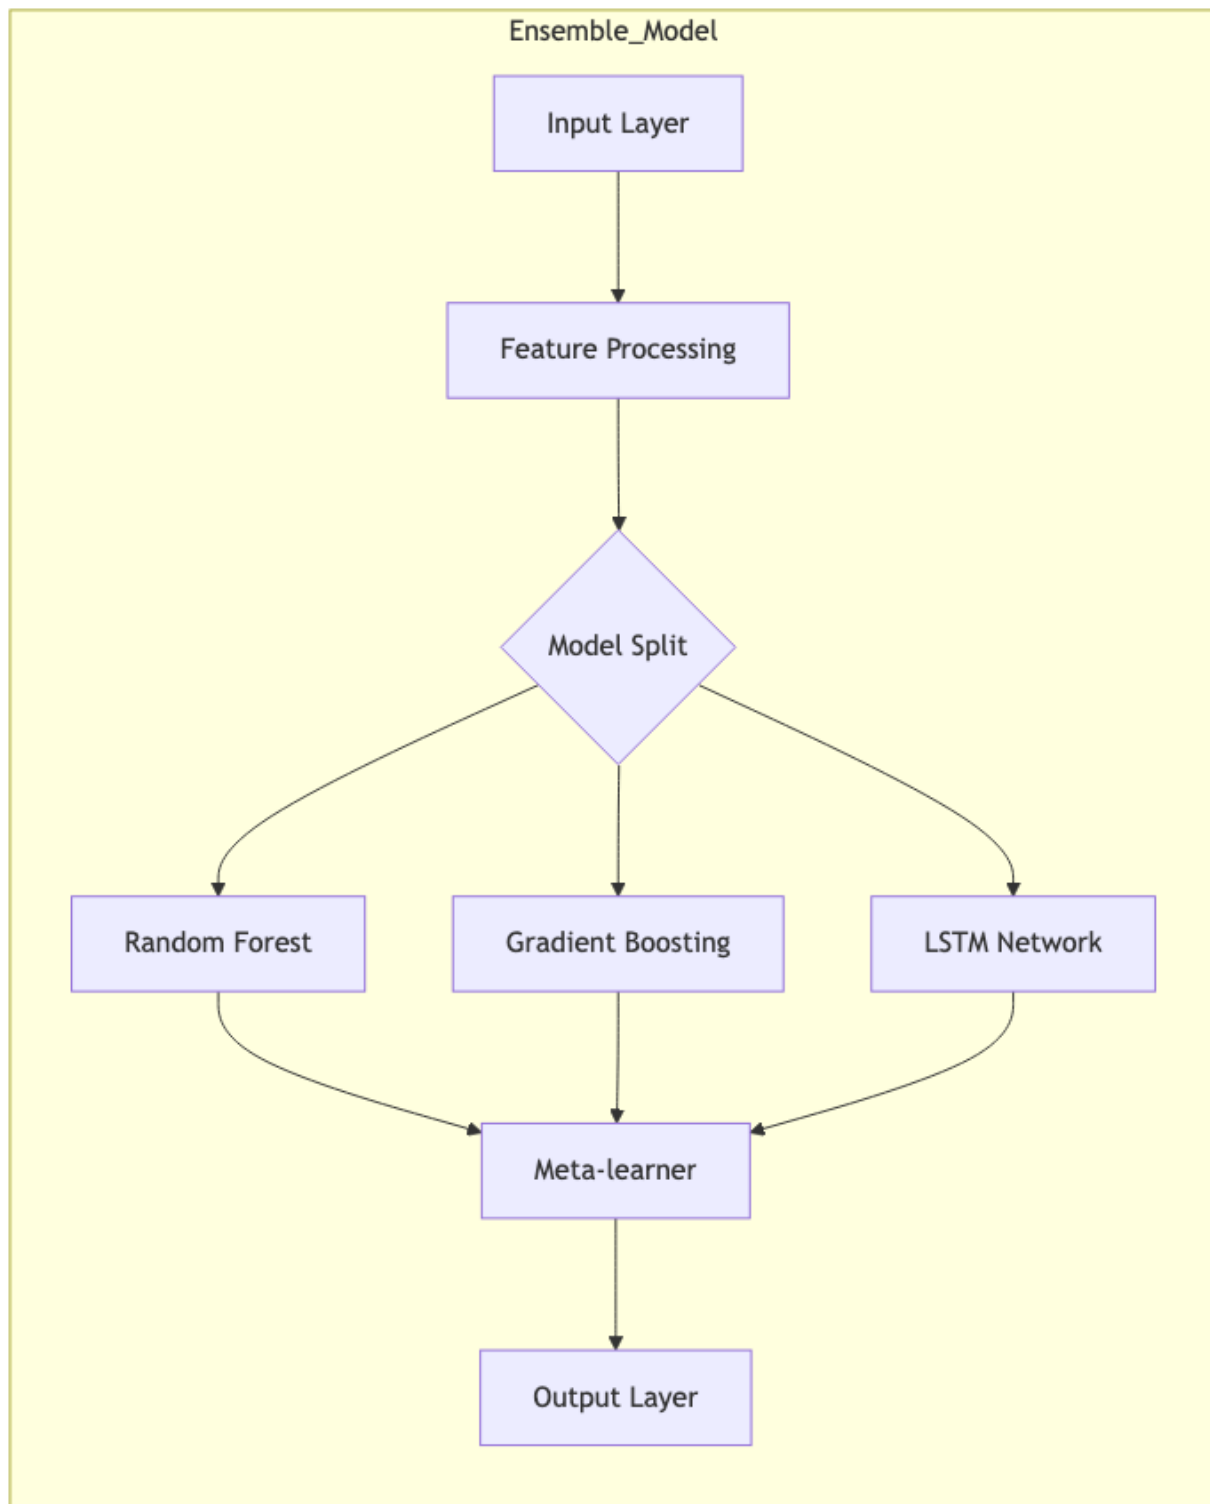 Ensemble_Model
Input Layer
Feature Processing
Model Split
Random Forest
Gradient Boosting
LSTM Network
Meta-learner
Output Layer